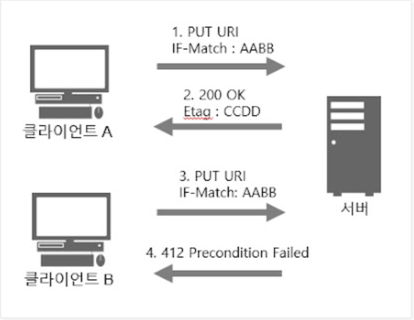 1. PUT URI
IF-Match : AABB
2. 200 OK
Etag : CCDD
클라이언트 A
3. PUT URI
IF-Match: AABB
서버
4. 412 Precondition Failed
클라이언트 B